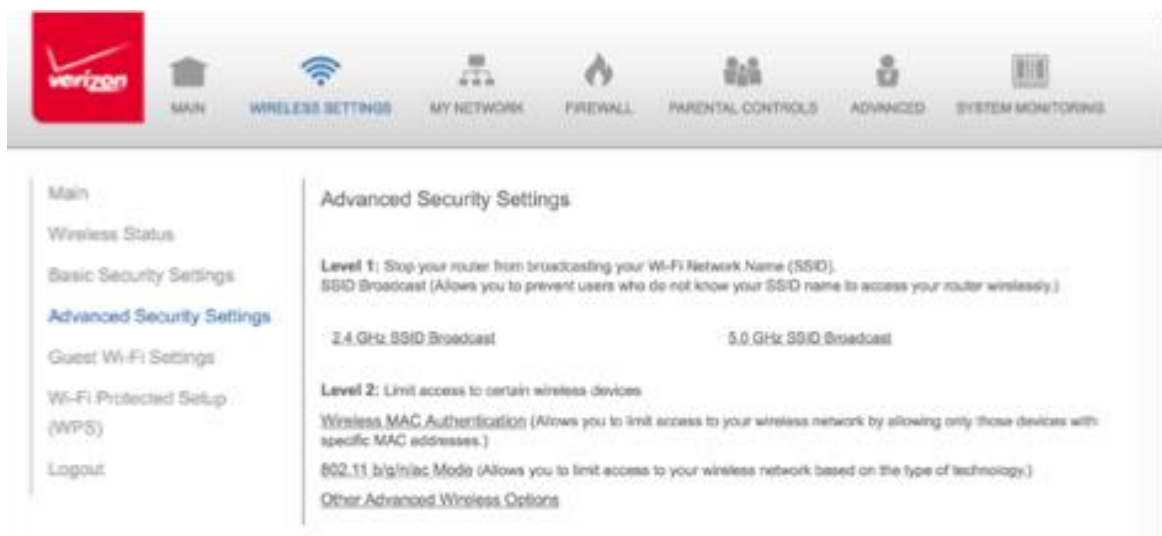 verizon
MAIN
WIRELESS SETTINGS
MY NETWORK
FIREWALL
PARENTAL CONTROLS
ADVANCED
SYSTEM MONITORING
Main
Wireless Status
Basic Security Settings
Advanced Security Settings
Guest Wi-Fi Settings
Wi-Fi Protected Setup
(WPS)
Logout
Advanced Security Settings
Level 1: Stop your router from broadcasting your Wi-Fi Network Name (SSID).
SSID Broadcast (Allows you to prevent users who do not know your SSID name to access your router wirelessly.)
2.4 GHz SSID Broadcast
5.0 GHz SSID Broadcast
Level 2: Limit access to certain wireless devices
Wireless MAC Authentication (Allows you to limit access to your wireless network by allowing only those devices with
specific MAC addresses.)
802.11 b/g/n/ac Mode (Allows you to limit access to your wireless network based on the type of technology.)
Other Advanced Wireless Options